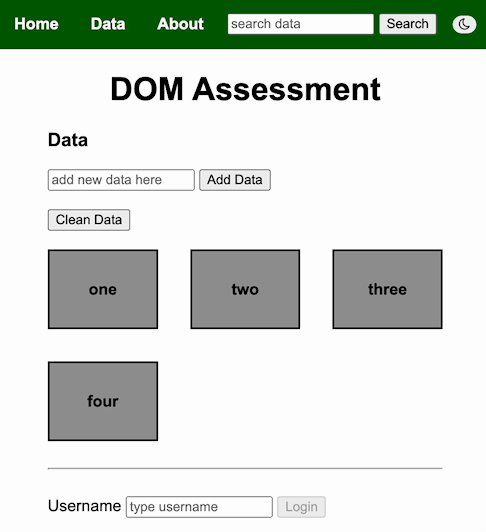 Home Data About search data Search
DOM Assessment
Data
add new data here Add Data
Clean Data
one two three
four
Username type username Login